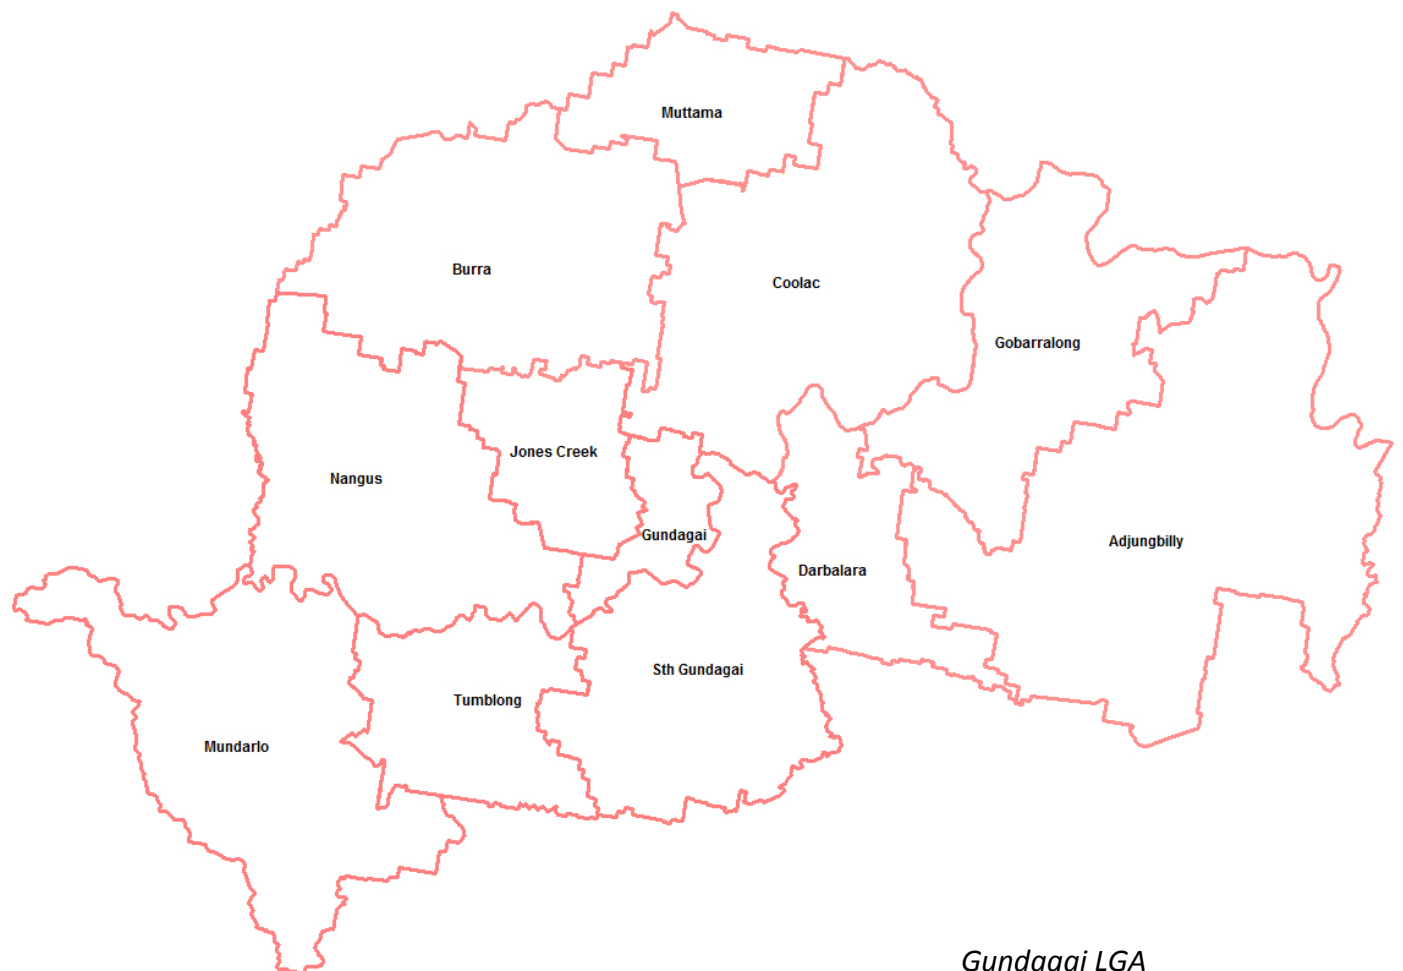 Muttama
Burra
Coolac
Gobarralong
Jones Creek
Nangus
Gundagai
Adjungbilly
Darbalara
Sth Gundagai
Tumblong
Mundarlo
Gundagai LGA